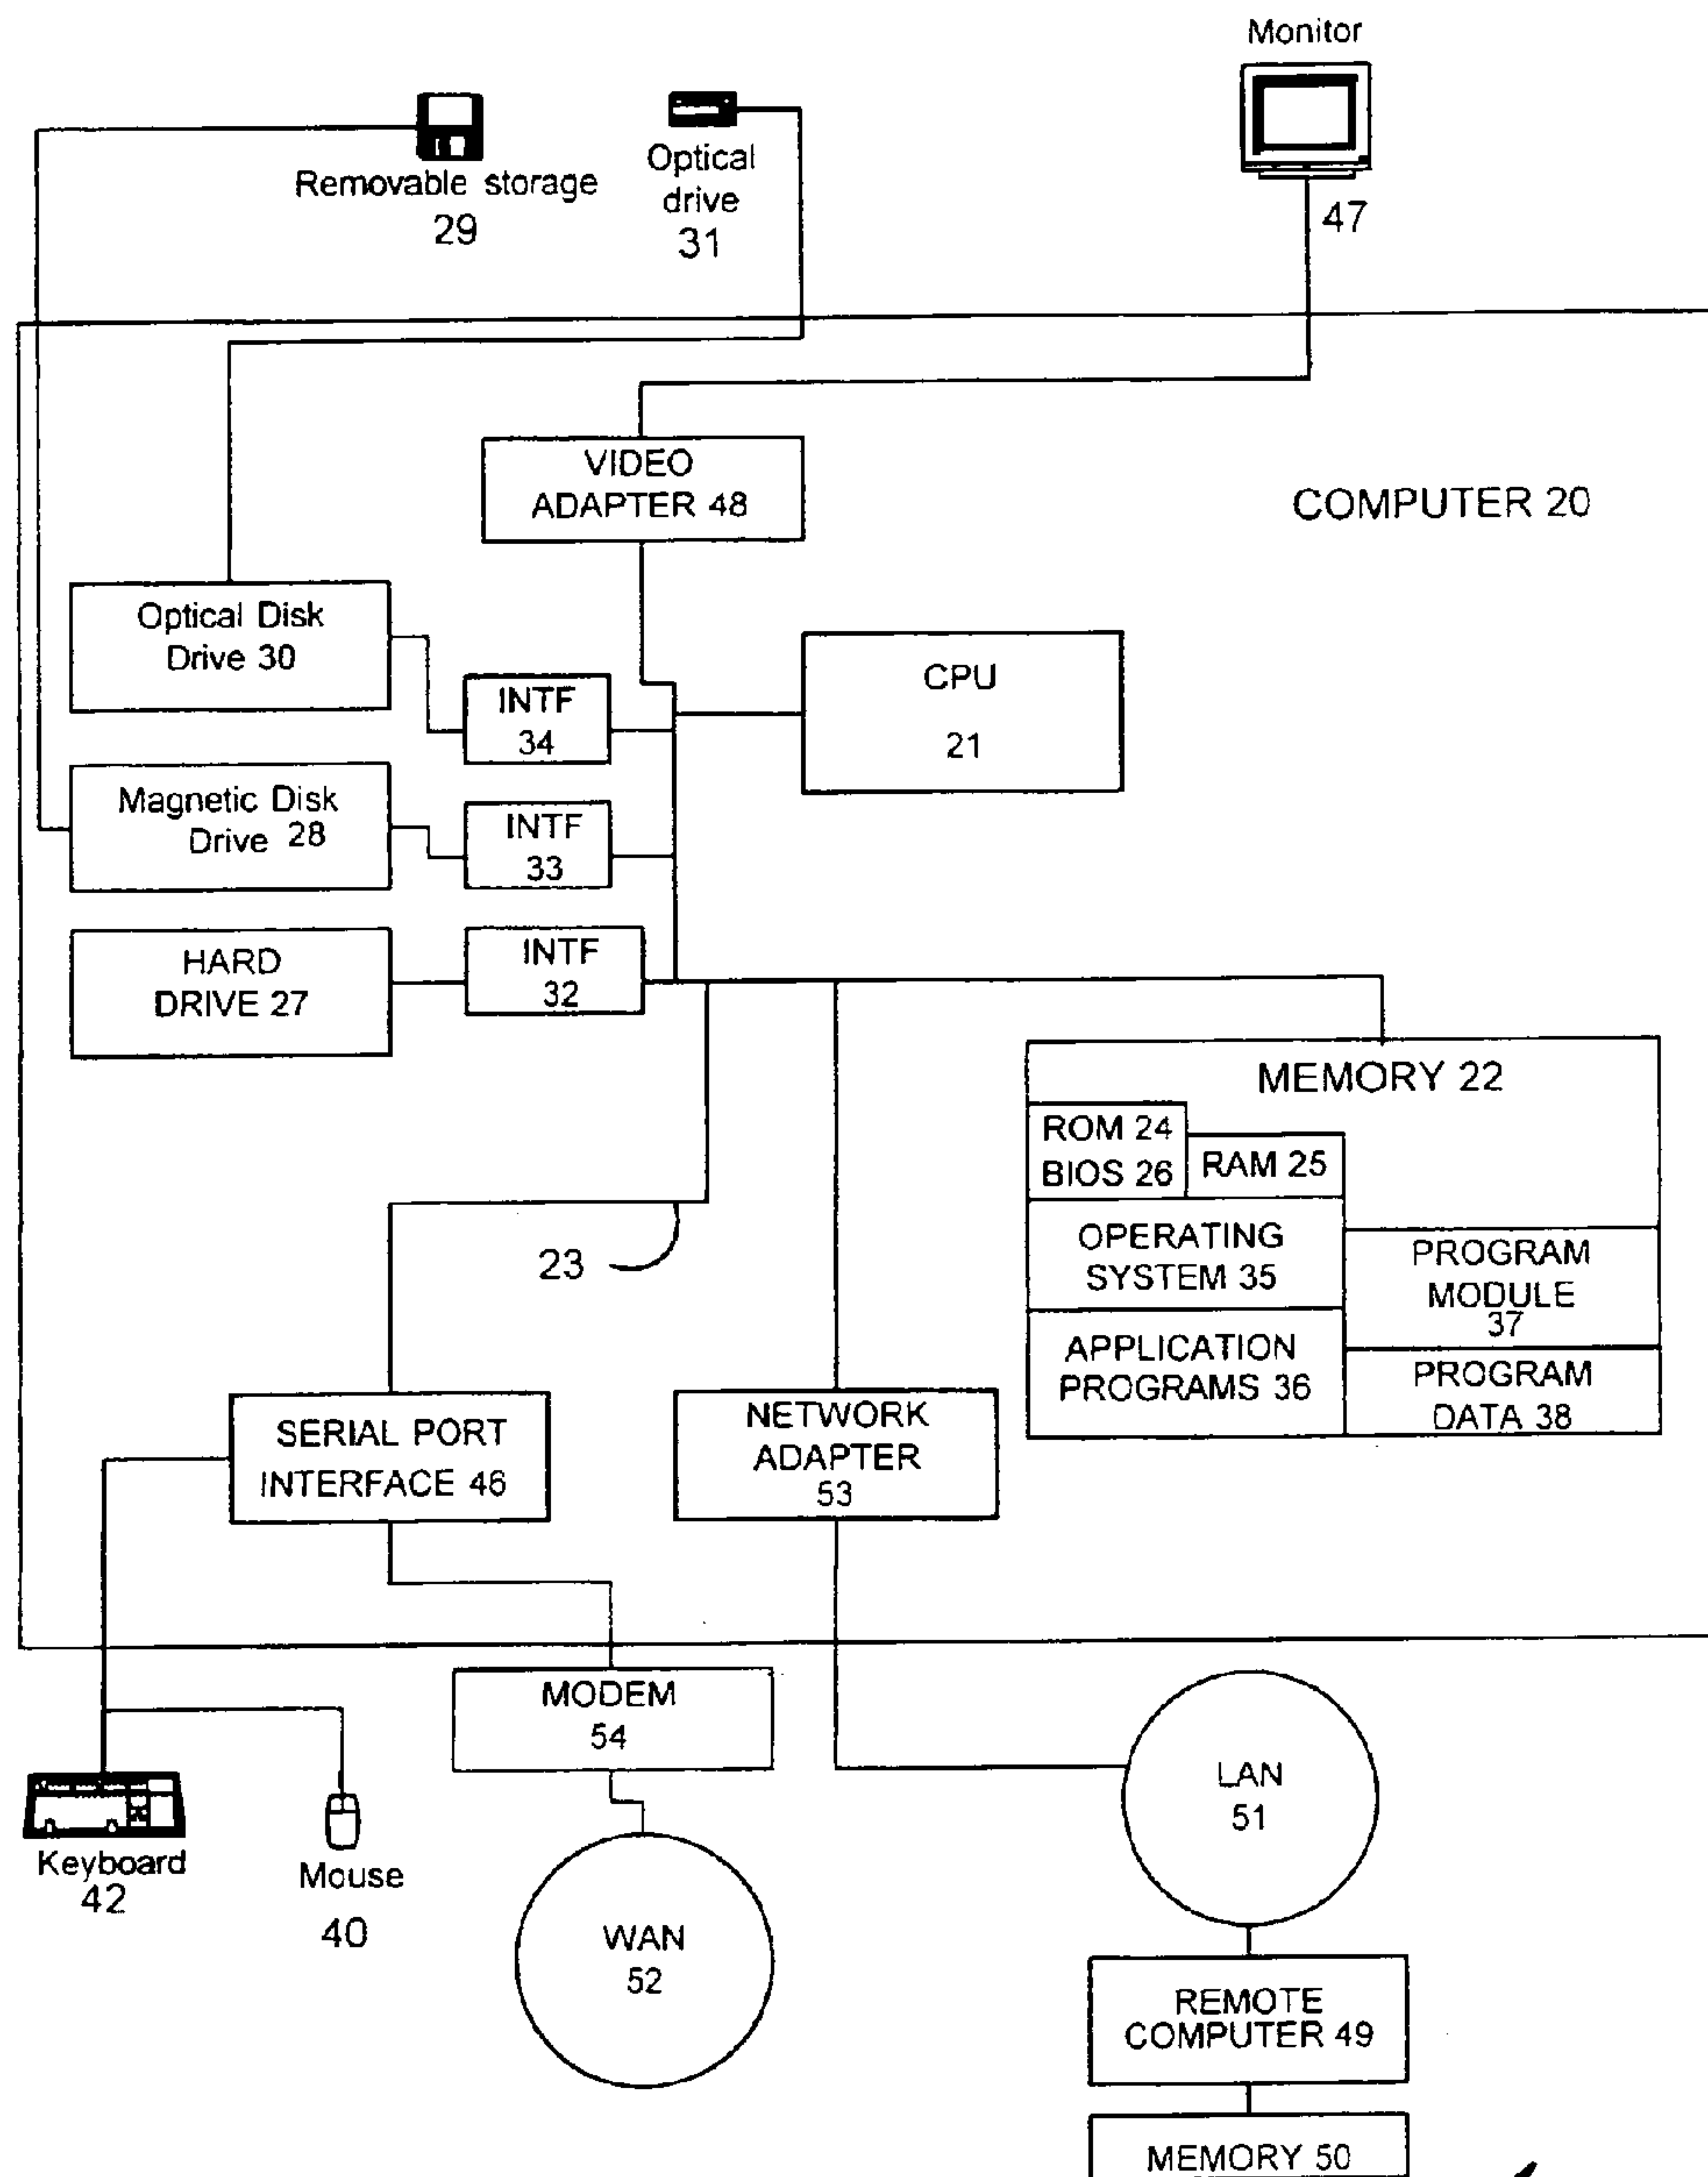 Monitor
47
Removable storage
29
Optical
drive
31
COMPUTER 20
VIDEO
ADAPTER 48
Optical Disk
Drive 30
INTF
34
CPU
21
Magnetic Disk
Drive 28
INTF
33
HARD
DRIVE 27
INTF
32
MEMORY 22
ROM 24
BIOS 26
RAM 25
OPERATING
SYSTEM 35
PROGRAM
MODULE
37
APPLICATION
PROGRAMS 36
PROGRAM
DATA 38
23
SERIAL PORT
INTERFACE 46
NETWORK
ADAPTER
53
MODEM
54
Keyboard
42
Mouse
40
WAN
52
LAN
51
REMOTE
COMPUTER 49
MEMORY 50